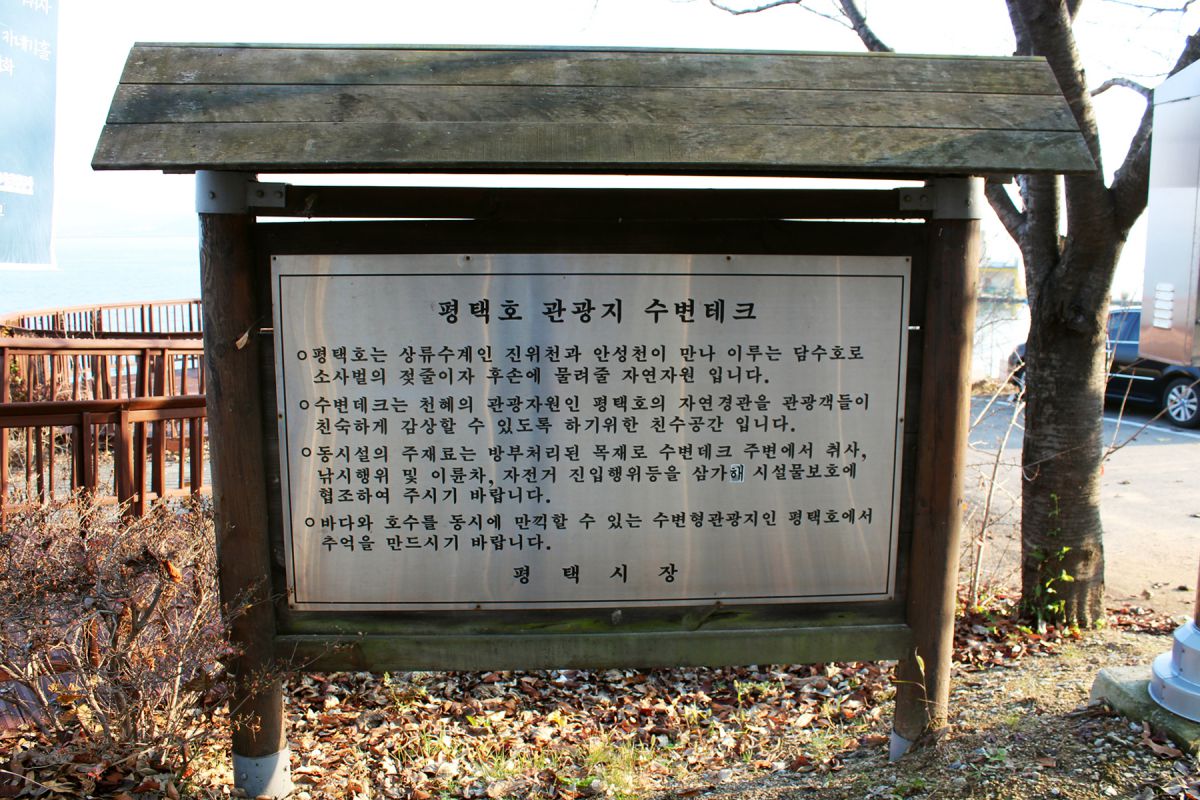 평택호 관광지 수변테크
ㅇ평택호는 상류수계인 진위천과 안성천이 만나 이루는 담수호로
소사벌의 젖줄이자 후손에 물려줄 자연자원 입니다.
ㅇ수변데크는 천혜의 관광자원인 평택호의 자연경관을 관광객들이
친숙하게 감상할 수 있도록 하기위한 친수공간 입니다.
ㅇ동시설의 주재료는 방부처리된 목재로 수변데크 주변에서 취사,
낚시행위 및 이륜차, 자전거 진입행위등을 삼가해 시설물보호에
협조하여 주시기 바랍니다.
ㅇ바다와 호수를 동시에 만끽할 수 있는 수변형관광지인 평택호에서
추억을 만드시기 바랍니다.
평 택 시 장